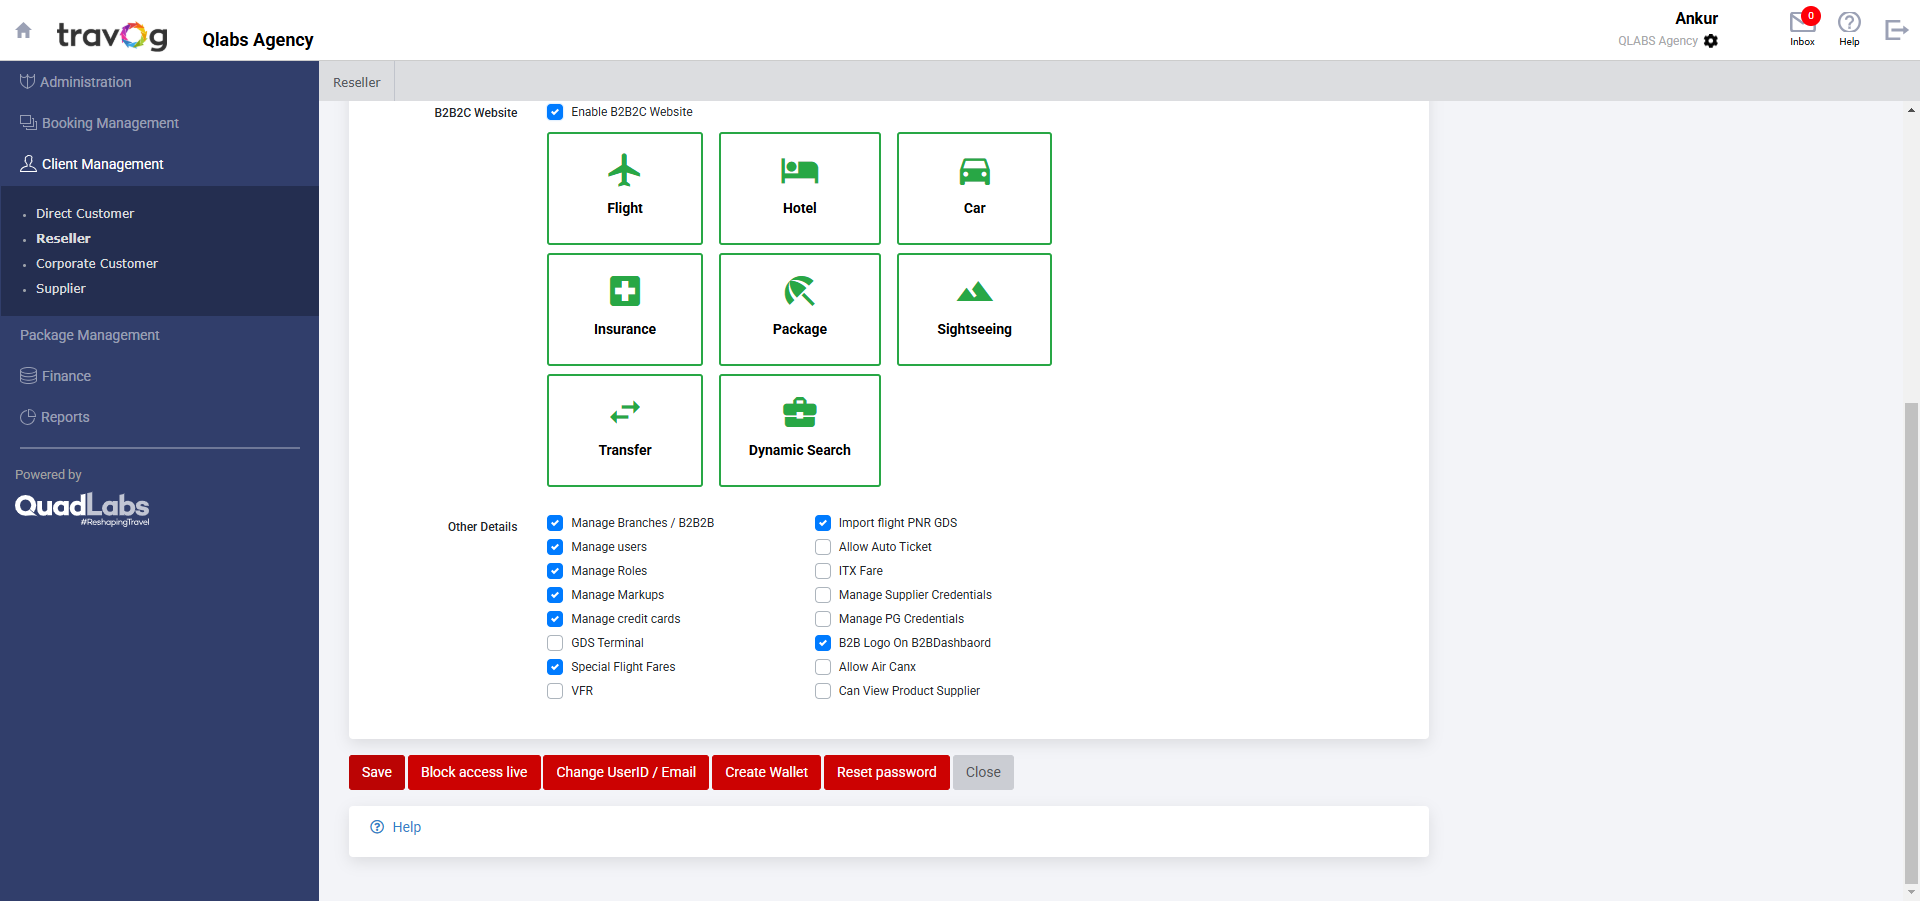 travog
Qlabs Agency
Ankur
QLABS Agency
0
Inbox
Help
Administration
Booking Management
Client Management
Direct Customer
Reseller
Corporate Customer
Supplier
Package Management
Finance
Reports
Powered by
QuadLabs
#ReshapingTravel
Reseller
B2B2C Website
Enable B2B2C Website
Flight
Hotel
Car
Insurance
Package
Sightseeing
Transfer
Dynamic Search
Other Details
Manage Branches / B2B2B
Import flight PNR GDS
Manage users
Allow Auto Ticket
Manage Roles
ITX Fare
Manage Markups
Manage Supplier Credentials
Manage credit cards
Manage PG Credentials
GDS Terminal
B2B Logo On B2BDashbaord
Special Flight Fares
Allow Air Canx
VFR
Can View Product Supplier
Save
Block access live
Change UserID / Email
Create Wallet
Reset password
Close
Help